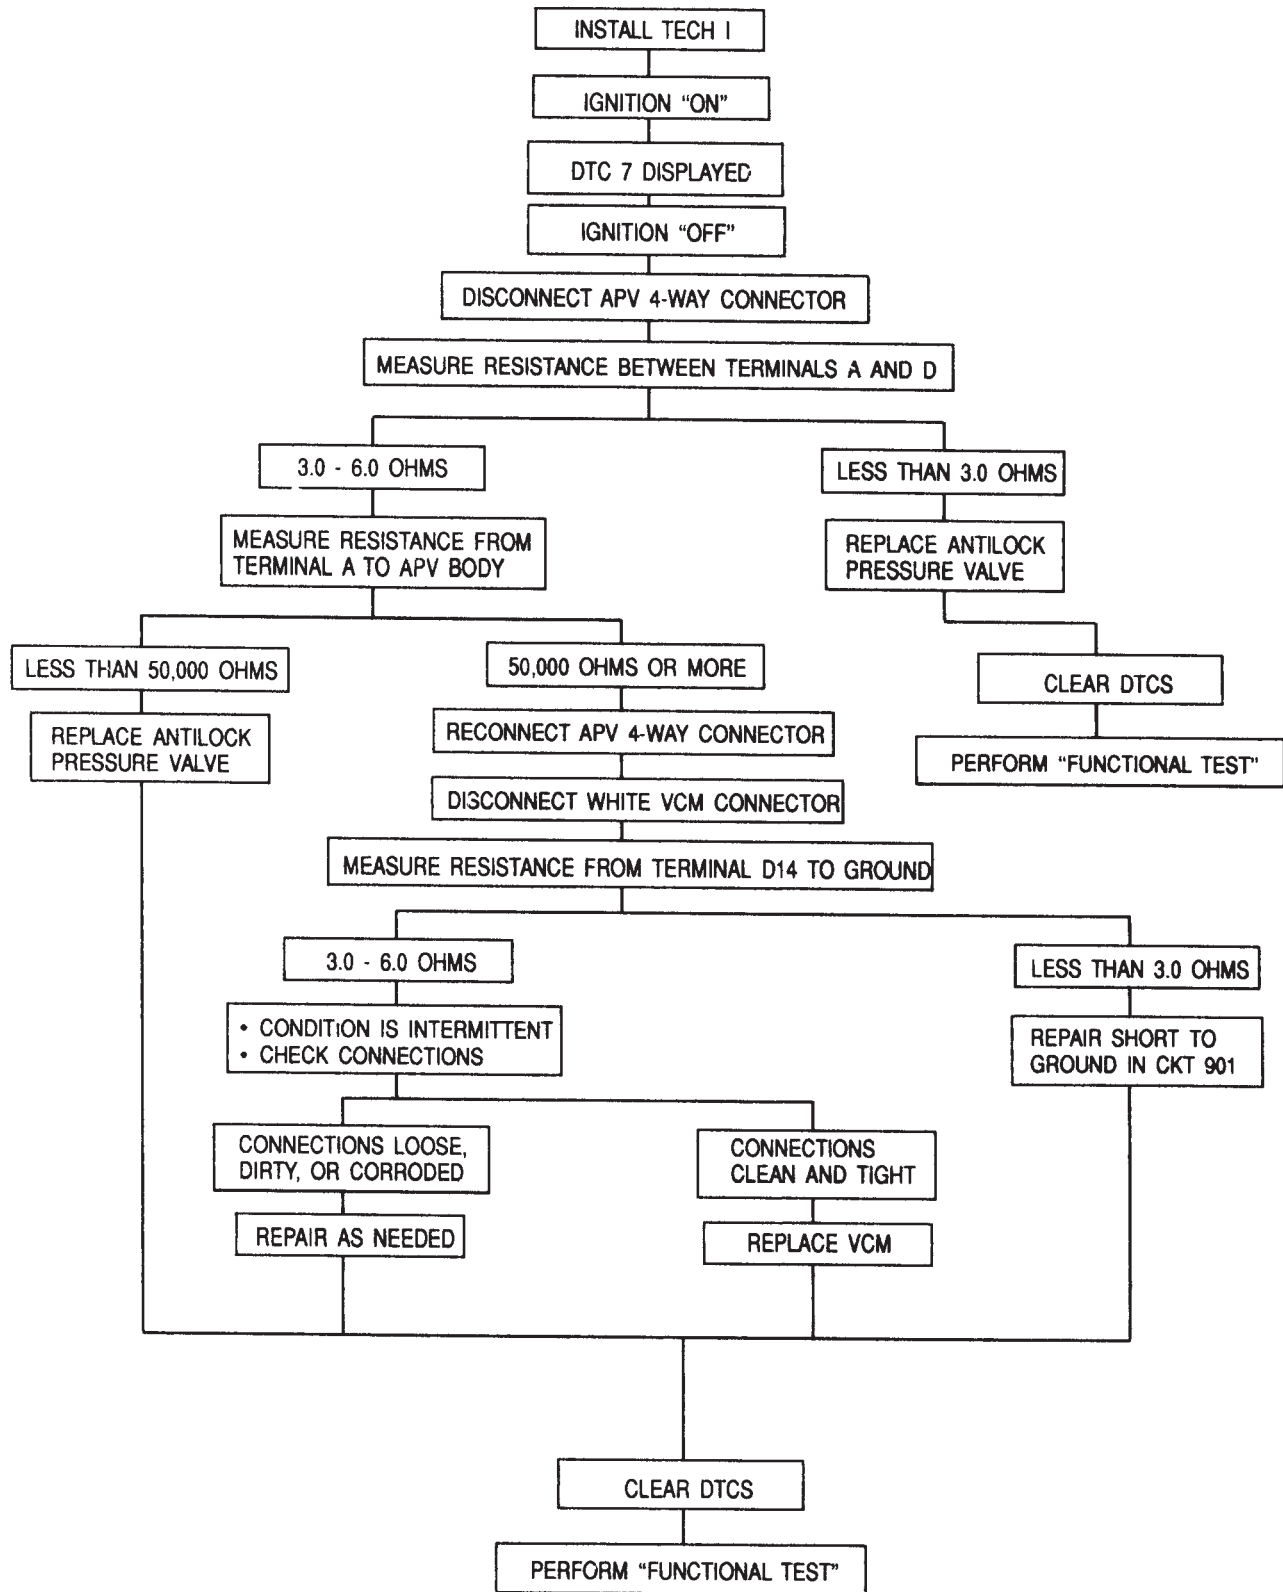 INSTALL TECH I
IGNITION “ON”
DTC 7 DISPLAYED
IGNITION “OFF”
DISCONNECT APV 4-WAY CONNECTOR
MEASURE RESISTANCE BETWEEN TERMINALS A AND D
3.0 - 6.0 OHMS
LESS THAN 3.0 OHMS
MEASURE RESISTANCE FROM
TERMINAL A TO APV BODY
REPLACE ANTILOCK
PRESSURE VALVE
LESS THAN 50,000 OHMS
50,000 OHMS OR MORE
CLEAR DTCS
REPLACE ANTILOCK
PRESSURE VALVE
RECONNECT APV 4-WAY CONNECTOR
PERFORM “FUNCTIONAL TEST”
DISCONNECT WHITE VCM CONNECTOR
MEASURE RESISTANCE FROM TERMINAL D14 TO GROUND
3.0 - 6.0 OHMS
LESS THAN 3.0 OHMS
• CONDITION IS INTERMITTENT
• CHECK CONNECTIONS
REPAIR SHORT TO
GROUND IN CKT 901
CONNECTIONS LOOSE,
DIRTY, OR CORRODED
CONNECTIONS
CLEAN AND TIGHT
REPAIR AS NEEDED
REPLACE VCM
CLEAR DTCS
PERFORM “FUNCTIONAL TEST”